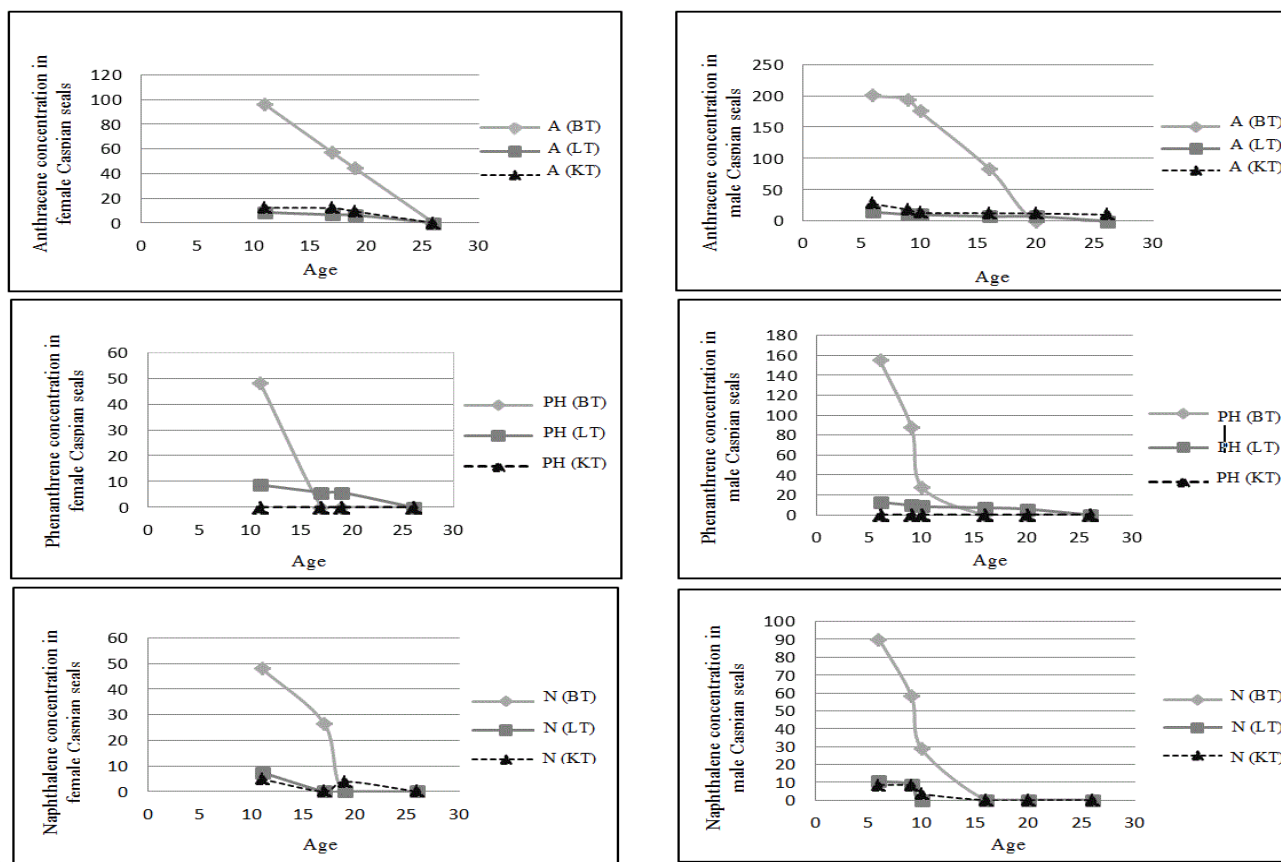 Anthracene concentration in
female Caspian seals
120
100
80
60
40
20
0
0 5 10 15 20 25 30
Age
A (BT)
A (LT)
A (KT)
Anthracene concentration in
male Caspian seals
250
200
150
100
50
0
0 5 10 15 20 25 30
Age
A (BT)
A (LT)
A (KT)
Phenanthrene concentration in
female Caspian seals
60
50
40
30
20
10
0
0 5 10 15 20 25 30
Age
PH (BT)
PH (LT)
PH (KT)
Phenanthrene concentration in
male Caspian seals
180
160
140
120
100
80
60
40
20
0
0 5 10 15 20 25 30
Age
PH (BT)
PH (LT)
PH (KT)
Naphthalene concentration in
female Caspian seals
60
50
40
30
20
10
0
0 5 10 15 20 25 30
Age
N (BT)
N (LT)
N (KT)
Naphthalene concentration in
male Caspian seals
100
90
80
70
60
50
40
30
20
10
0
0 5 10 15 20 25 30
Age
N (BT)
N (LT)
N (KT)